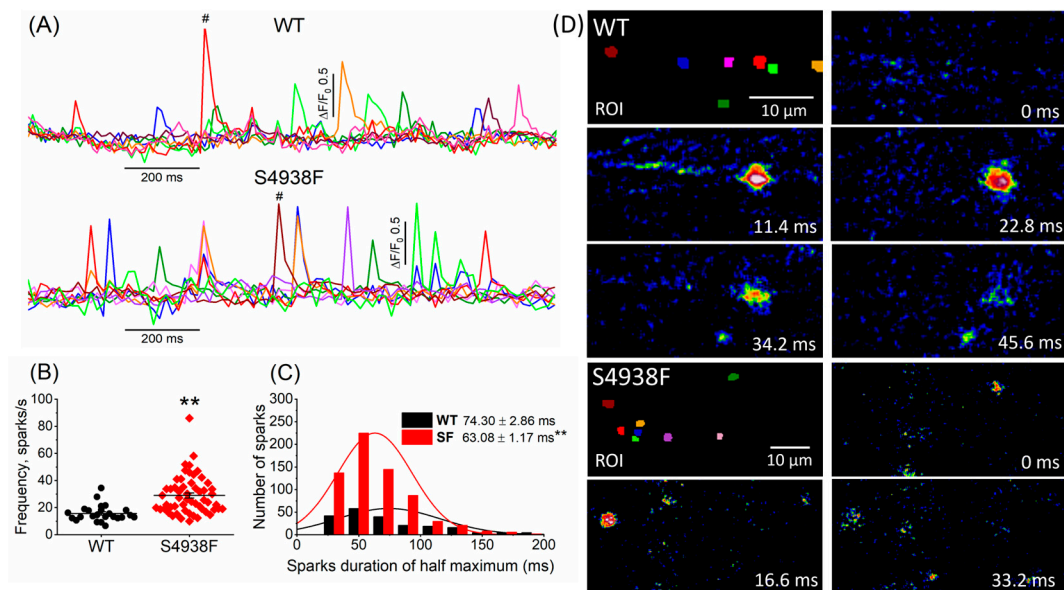 (A)
WT
#
ΔF/F0 0.5
200 ms
S4938F
#
ΔF/F0 0.5
200 ms
(B)
**
Frequency, sparks/s
100
80
60
40
20
0
WT S4938F
(C)
Number of sparks
300
250
200
150
100
50
0
WT 74.30 ± 2.86 ms
SF 63.08 ± 1.17 ms**
0 50 100 150 200
Sparks duration of half maximum (ms)
(D)
WT
ROI
10 µm
0 ms
11.4 ms
22.8 ms
34.2 ms
45.6 ms
S4938F
ROI
10 µm
0 ms
16.6 ms
33.2 ms